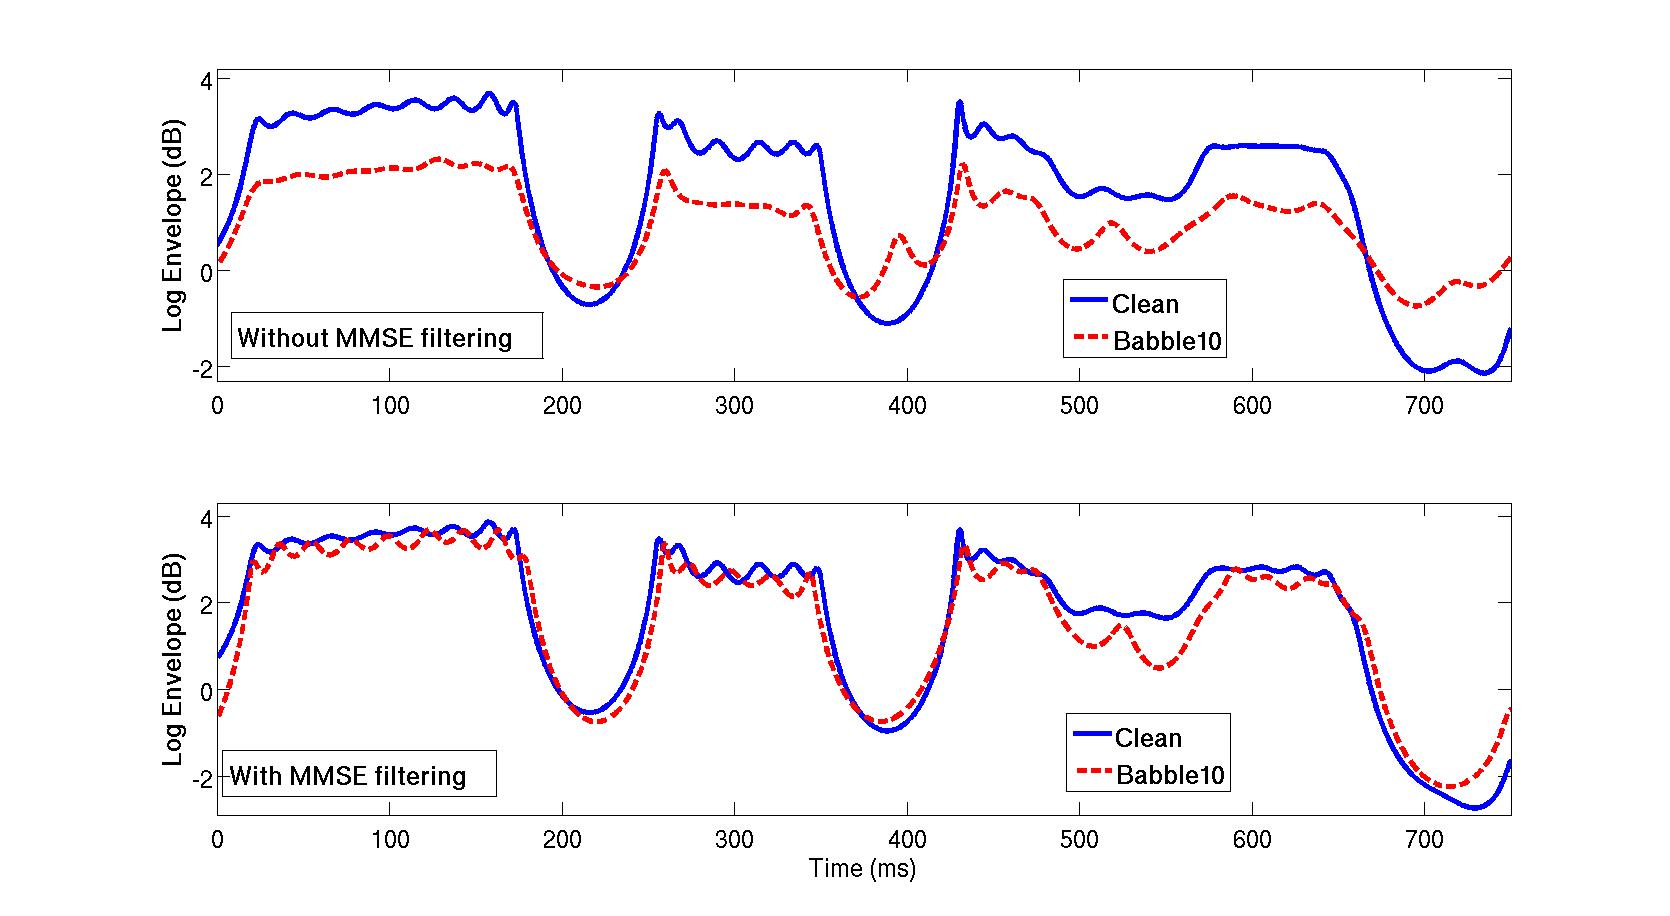 4
2
0
-2
Log Envelope (dB)
Without MMSE filtering
Clean
Babble10
0 100 200 300 400 500 600 700
4
2
0
-2
Log Envelope (dB)
With MMSE filtering
Clean
Babble10
0 100 200 300 400 500 600 700
Time (ms)